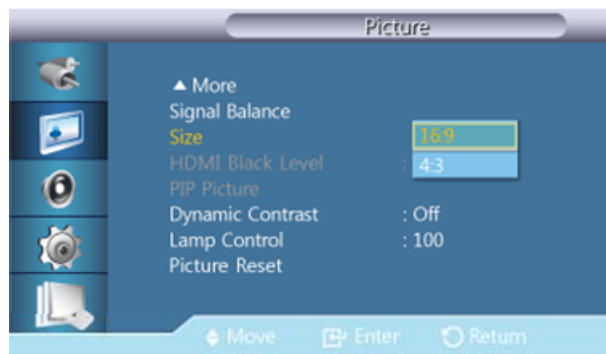 Picture
▲ More
Signal Balance
Size 16:9
HDMI Black Level : 4:3
PIP Picture
Dynamic Contrast : Off
Lamp Control : 100
Picture Reset
Move Enter Return